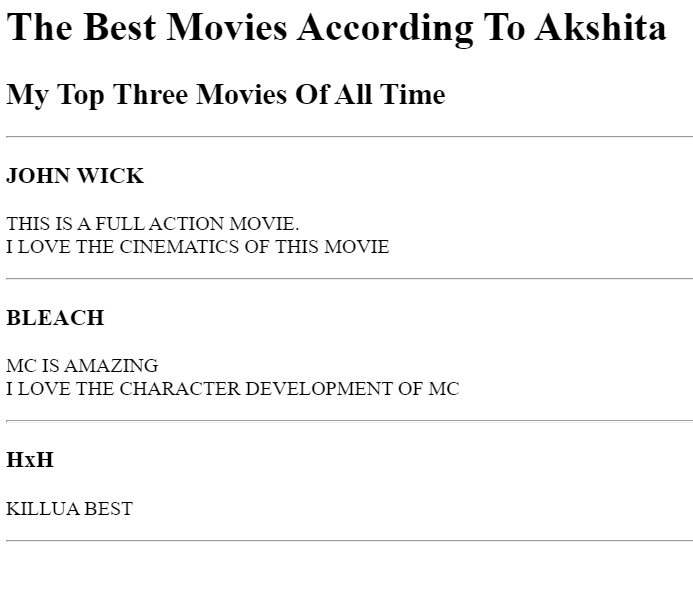 The Best Movies According To Akshita
My Top Three Movies Of All Time
JOHN WICK
THIS IS A FULL ACTION MOVIE.
I LOVE THE CINEMATICS OF THIS MOVIE
BLEACH
MC IS AMAZING
I LOVE THE CHARACTER DEVELOPMENT OF MC
HxH
KILLUA BEST